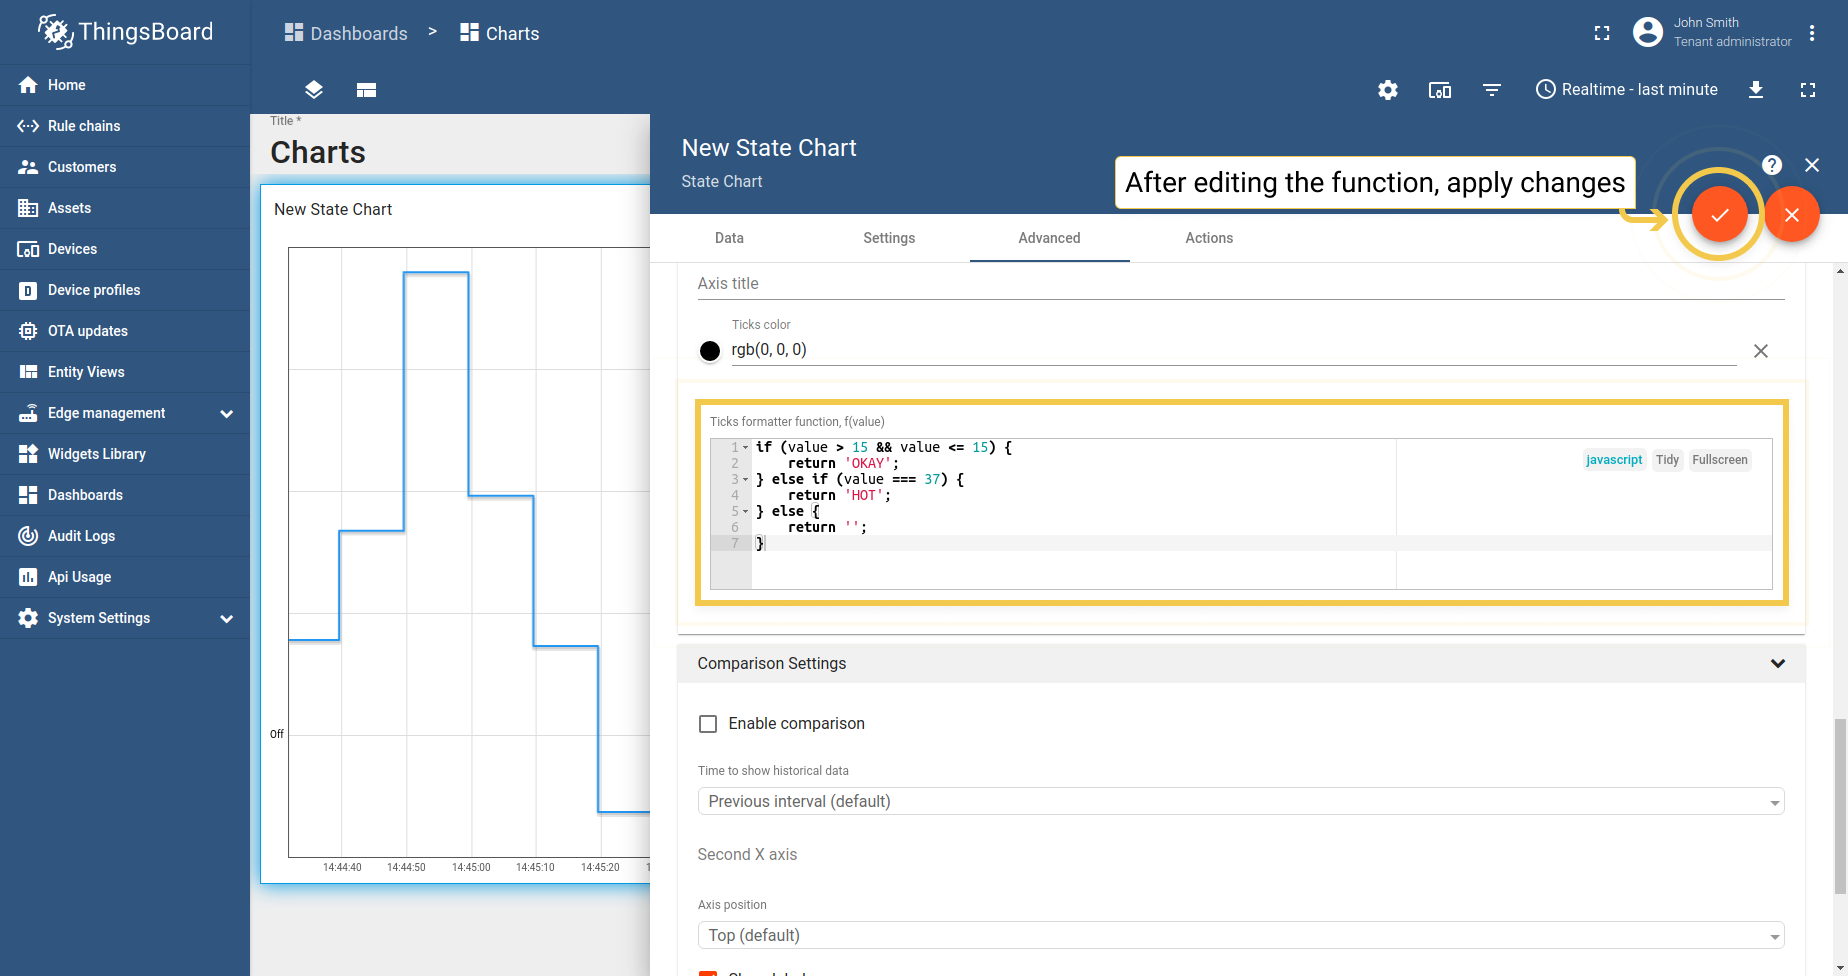 ThingsBoard
Dashboards > Charts
John Smith
Tenant administrator
Home
Rule chains
Customers
Assets
Devices
Device profiles
OTA updates
Entity Views
Edge management
Widgets Library
Dashboards
Audit Logs
Api Usage
System Settings
Realtime - last minute
Title *
Charts
New State Chart
Off
14:44:40 14:44:50 14:45:00 14:45:10 14:45:20
New State Chart
State Chart
After editing the function, apply changes
Data Settings Advanced Actions
Axis title
Ticks color
rgb(0, 0, 0)
Ticks formatter function, f(value)
javascript Tidy Fullscreen
1 if (value > 15 && value <= 15) {
2 return 'OKAY';
3 } else if (value === 37) {
4 return 'HOT';
5 } else {
6 return '';
7 }
Comparison Settings
Enable comparison
Time to show historical data
Previous interval (default)
Second X axis
Axis position
Top (default)